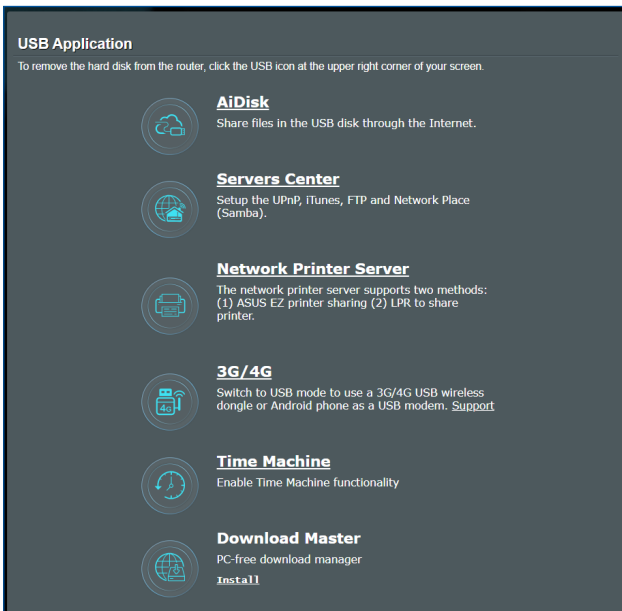 USB Application
To remove the hard disk from the router, click the USB icon at the upper right corner of your screen.
AiDisk
Share files in the USB disk through the Internet.
Servers Center
Setup the UPnP, iTunes, FTP and Network Place
(Samba).
Network Printer Server
The network printer server supports two methods:
(1) ASUS EZ printer sharing (2) LPR to share
printer.
3G/4G
4G
Switch to USB mode to use a 3G/4G USB wireless
dongle or Android phone as a USB modem. Support
Time Machine
Enable Time Machine functionality
Download Master
PC-free download manager
Install